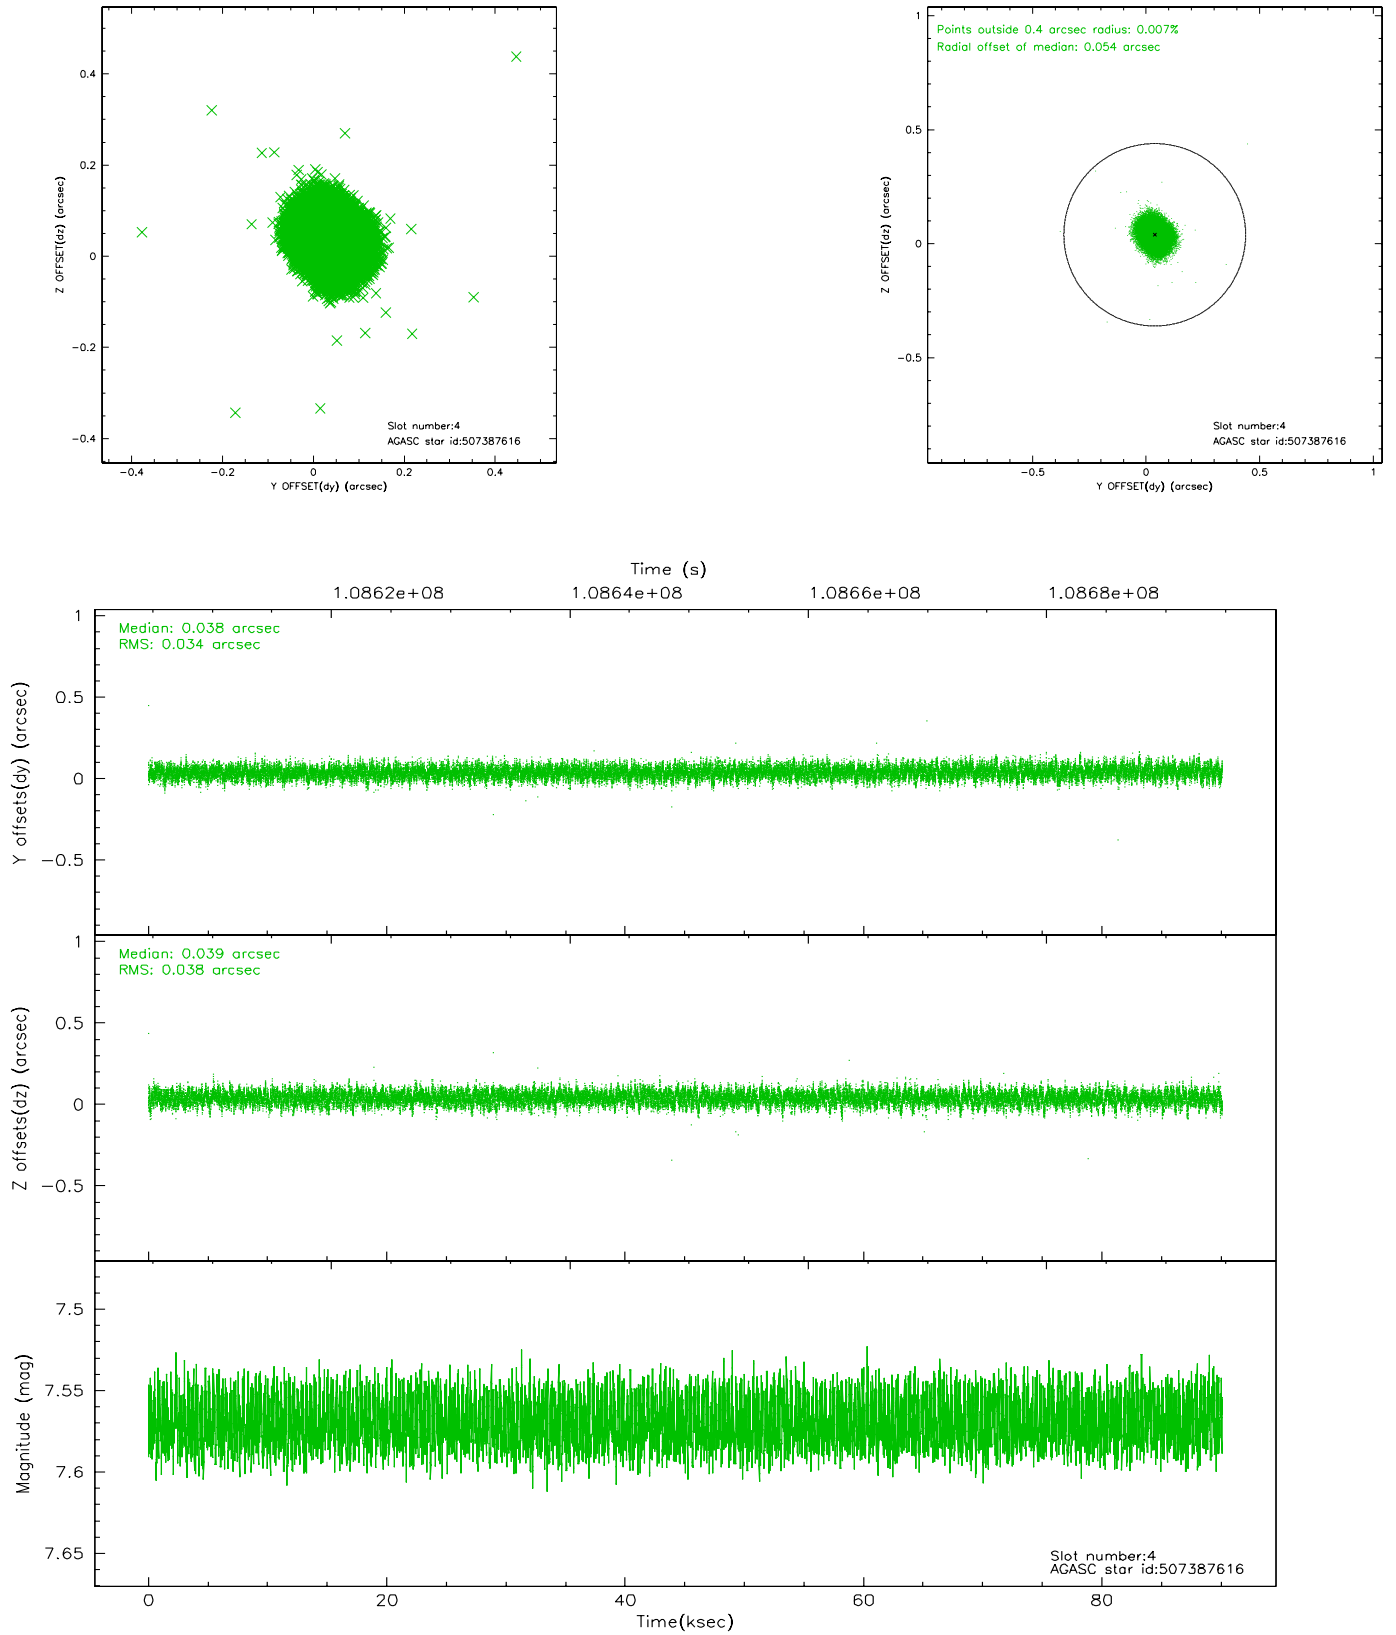 0.4
0.2
0
−0.2
−0.4
Z OFFSET(dz) (arcsec)
Slot number:4
AGASC star id:507387616
−0.4 −0.2 0 0.2 0.4
Y OFFSET(dy) (arcsec)
Points outside 0.4 arcsec radius: 0.007%
Radial offset of median: 0.054 arcsec
1
0.5
0
−0.5
Z OFFSET(dz) (arcsec)
Slot number:4
AGASC star id:507387616
−0.5 0 0.5 1
Y OFFSET(dy) (arcsec)
Time (s)
1.0862e+08 1.0864e+08 1.0866e+08 1.0868e+08
Median: 0.038 arcsec
RMS: 0.034 arcsec
1
0.5
0
−0.5
Y offsets(dy) (arcsec)
Median: 0.039 arcsec
RMS: 0.038 arcsec
1
0.5
0
−0.5
Z offsets(dz) (arcsec)
7.5
7.55
7.6
7.65
Magnitude (mag)
Slot number:4
AGASC star id:507387616
0 20 40 60 80
Time(ksec)